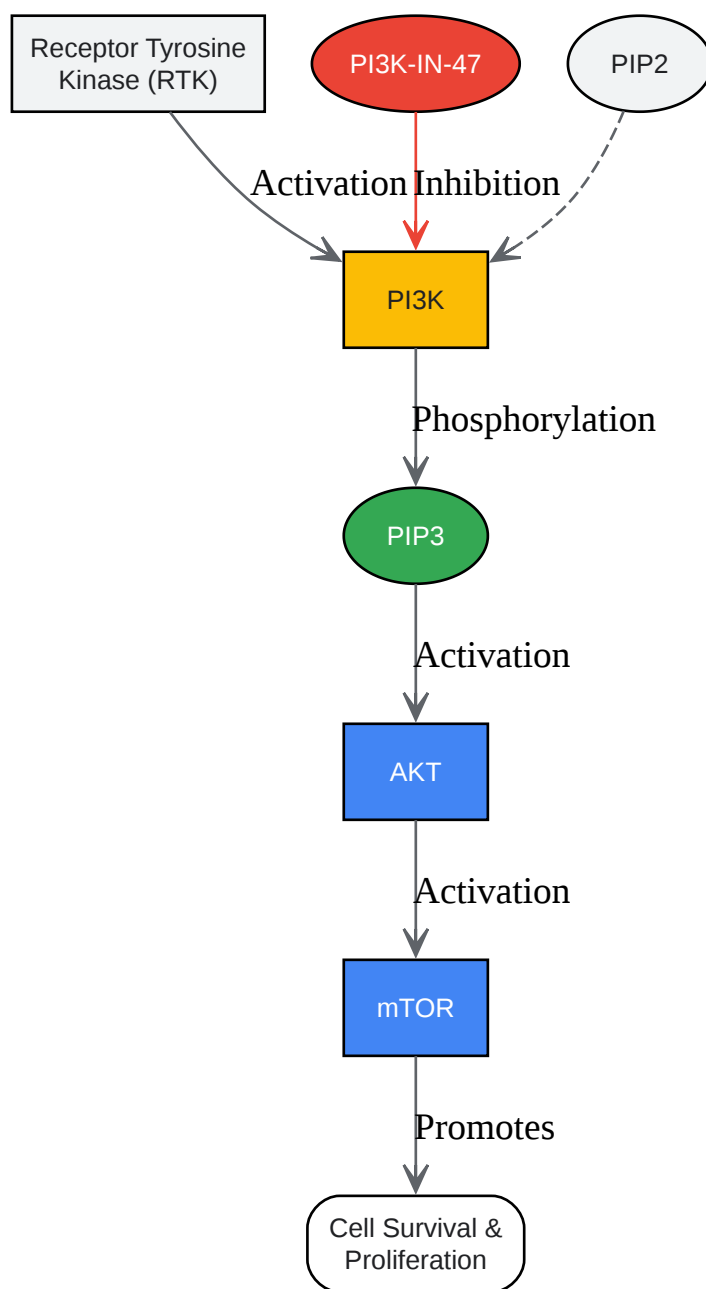 Receptor Tyrosine
Kinase (RTK)
PI3K-IN-47
PIP2
Activation
Inhibition
PI3K
Phosphorylation
PIP3
Activation
AKT
Activation
mTOR
Promotes
Cell Survival &
Proliferation